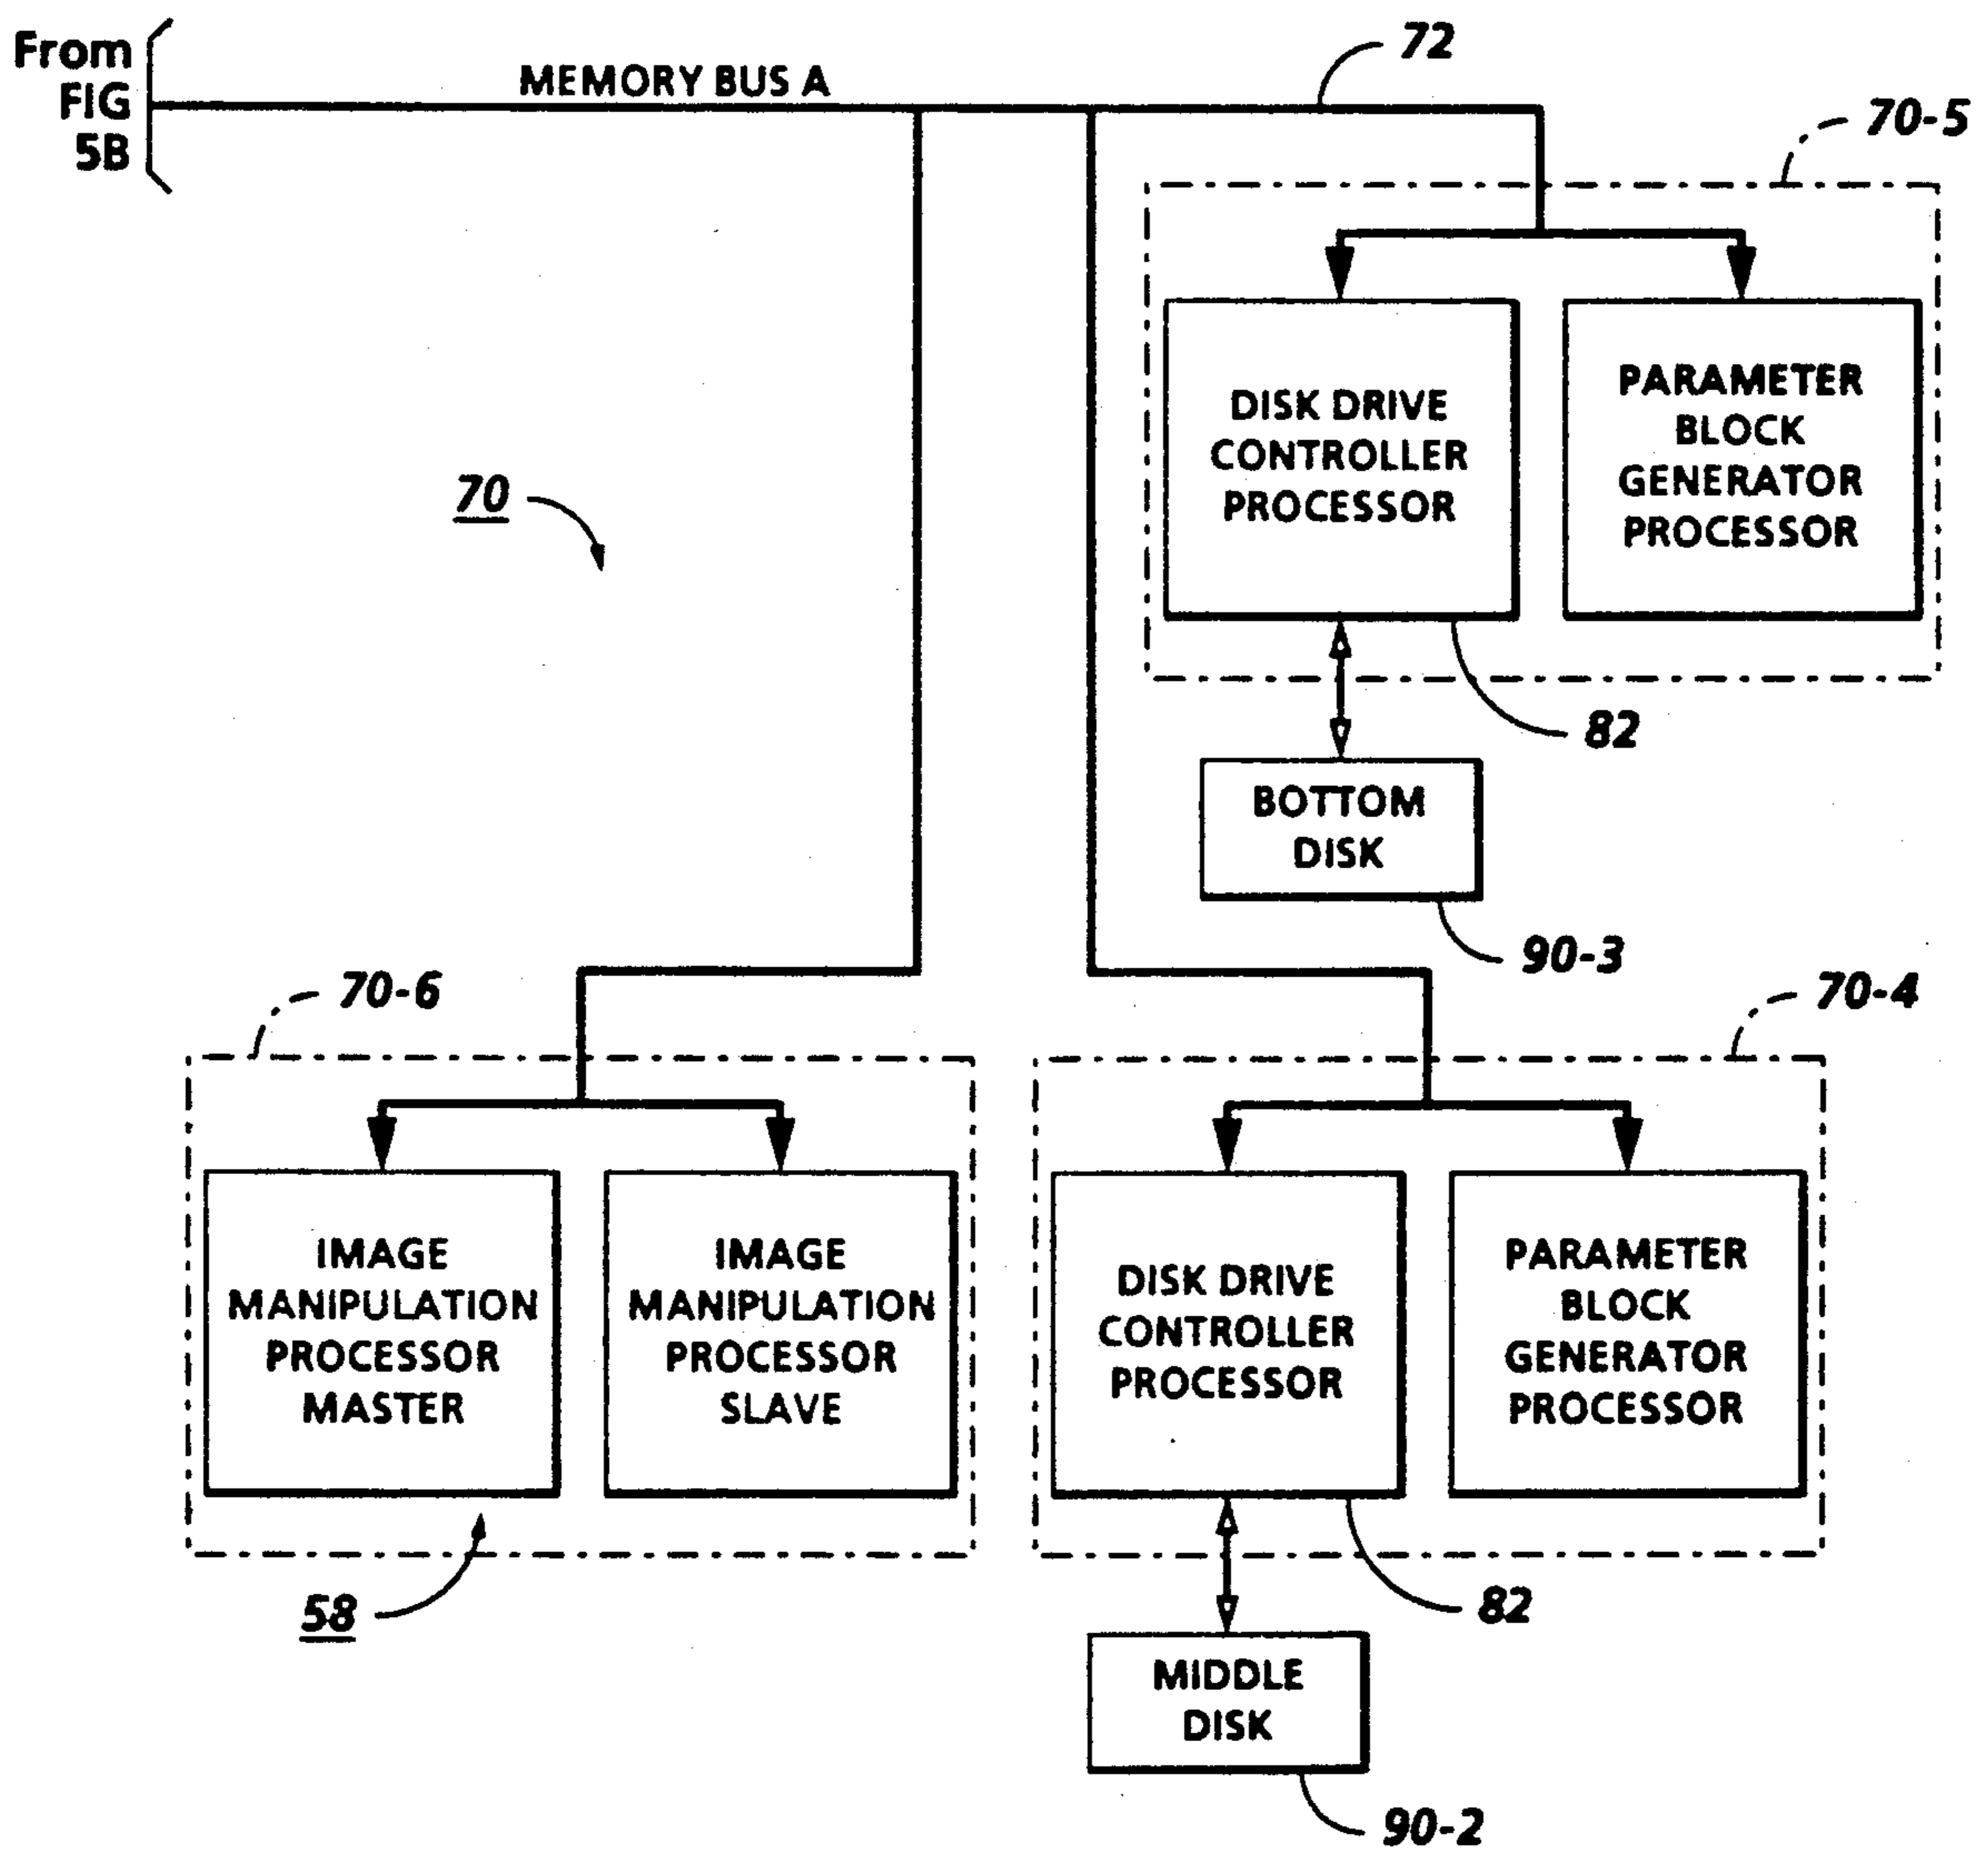 From
FIG
5B
MEMORY BUS A
72
70-5
DISK DRIVE
CONTROLLER
PROCESSOR
PARAMETER
BLOCK
GENERATOR
PROCESSOR
70
82
BOTTOM
DISK
90-3
70-6
70-4
IMAGE
MANIPULATION
PROCESSOR
MASTER
IMAGE
MANIPULATION
PROCESSOR
SLAVE
DISK DRIVE
CONTROLLER
PROCESSOR
PARAMETER
BLOCK
GENERATOR
PROCESSOR
58
82
MIDDLE
DISK
90-2